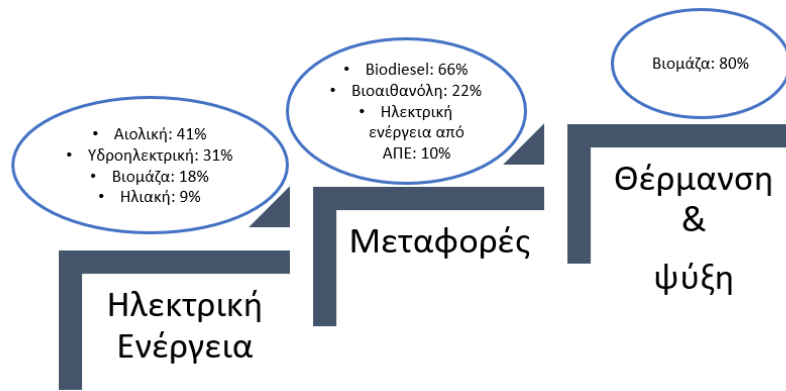 • Αιολική: 41%
• Υδροηλεκτρική: 31%
• Βιομάζα: 18%
• Ηλιακή: 9%
Ηλεκτρική
Ενέργεια
• Biodiesel: 66%
• Βιοαιθανόλη: 22%
• Ηλεκτρική
ενέργεια από
ΑΠΕ: 10%
Μεταφορές
Βιομάζα: 80%
Θέρμανση
&
ψύξη